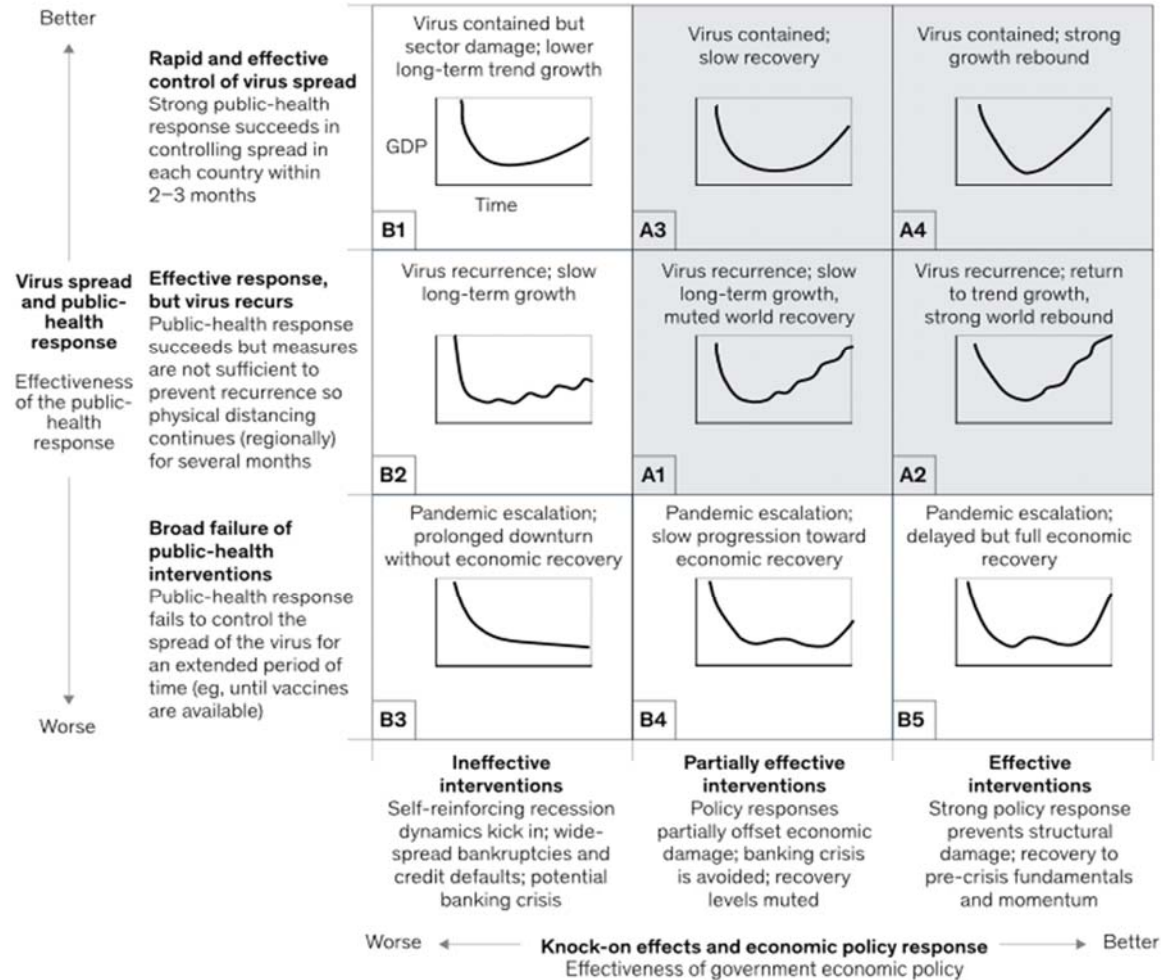 Better
Rapid and effective
control of virus spread
Strong public-health
response succeeds in
controlling spread in
each country within
2–3 months
Virus contained but
sector damage; lower
long-term trend growth
GDP
Time
B1
Virus contained;
slow recovery
A3
Virus contained; strong
growth rebound
A4
Virus spread
and public-
health
response
Effectiveness
of the public-
health
response
Effective response,
but virus recurs
Public-health response
succeeds but measures
are not sufficient to
prevent recurrence so
physical distancing
continues (regionally)
for several months
Virus recurrence; slow
long-term growth
B2
Virus recurrence; slow
long-term growth,
muted world recovery
A1
Virus recurrence; return
to trend growth,
strong world rebound
A2
Broad failure of
public-health
interventions
Public-health response
fails to control the
spread of the virus for
an extended period of
time (eg, until vaccines
are available)
Worse
Pandemic escalation;
prolonged downturn
without economic recovery
B3
Pandemic escalation;
slow progression toward
economic recovery
B4
Pandemic escalation;
delayed but full economic
recovery
B5
Ineffective
interventions
Self-reinforcing recession
dynamics kick in; wide-
spread bankruptcies and
credit defaults; potential
banking crisis
Partially effective
interventions
Policy responses
partially offset economic
damage; banking crisis
is avoided; recovery
levels muted
Effective
interventions
Strong policy response
prevents structural
damage; recovery to
pre-crisis fundamentals
and momentum
Worse
Knock-on effects and economic policy response
Better
Effectiveness of government economic policy